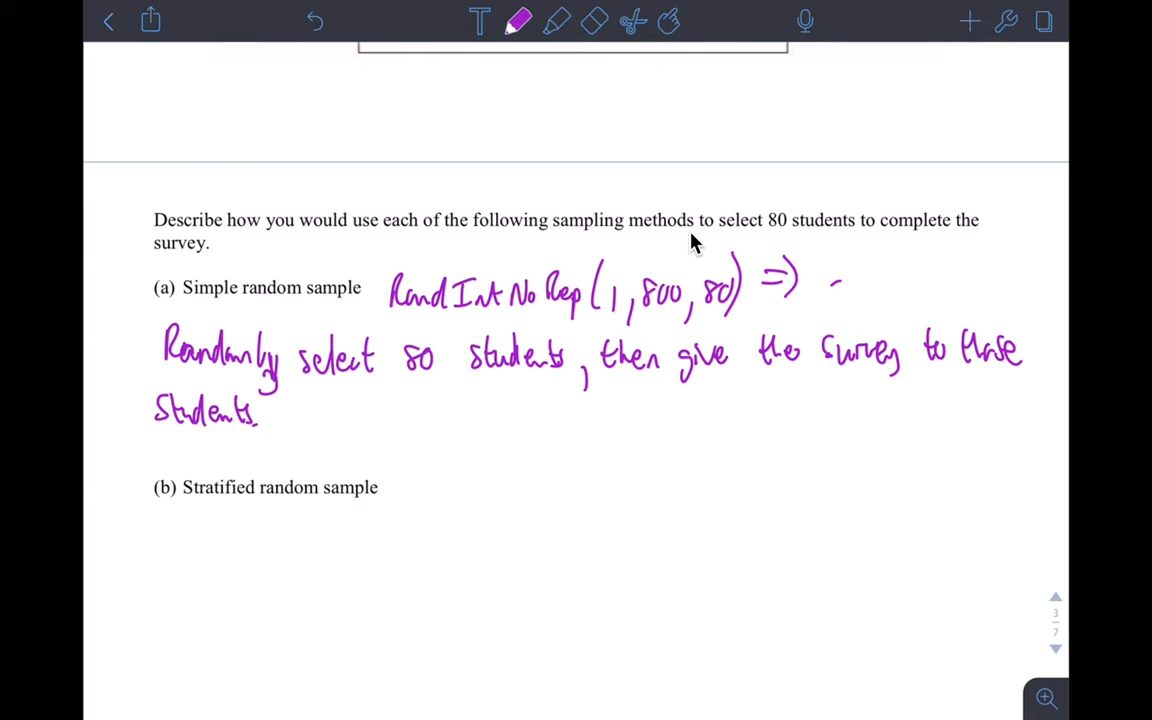 Describe how you would use each of the following sampling methods to select 80 students to complete the
survey.
(a) Simple random sample RandIntNoRep(1,800,80) => -
Randomly select 80 students, then give the survey to those
students.
(b) Stratified random sample
3
7